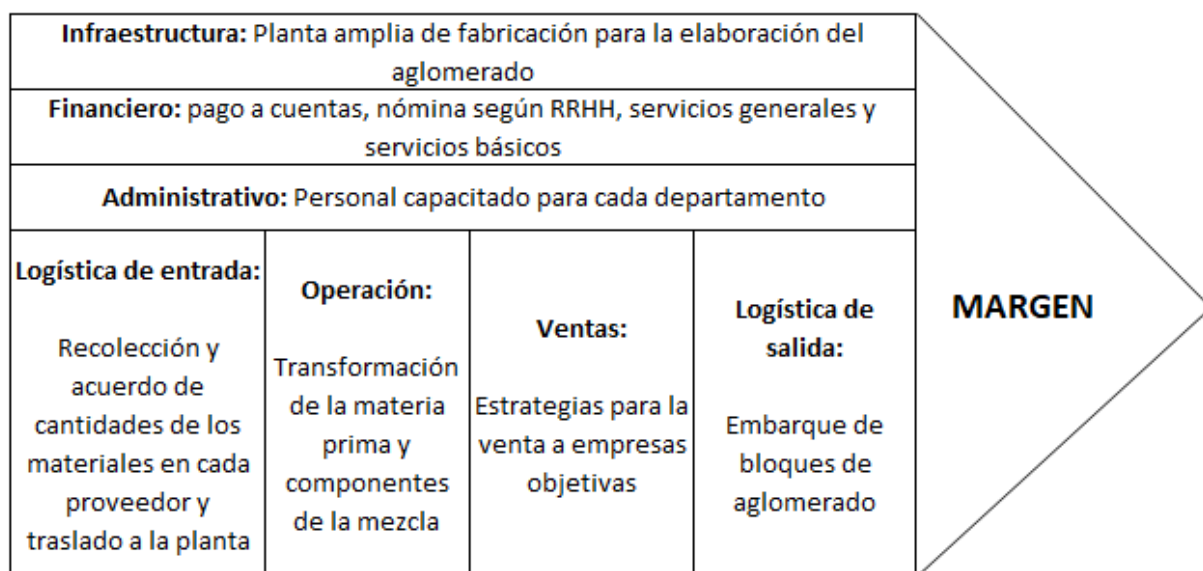 Infraestructura: Planta amplia de fabricación para la elaboración del
aglomerado
Financiero: pago a cuentas, nómina según RRHH, servicios generales y
servicios básicos
Administrativo: Personal capacitado para cada departamento
Logística de entrada:
Recolección y
acuerdo de
cantidades de los
materiales en cada
proveedor y
traslado a la planta
Operación:
Transformación
de la materia
prima y
componentes
de la mezcla
Ventas:
Estrategias para la
venta a empresas
objetivas
Logística de
salida:
Embarque de
bloques de
aglomerado
MARGEN